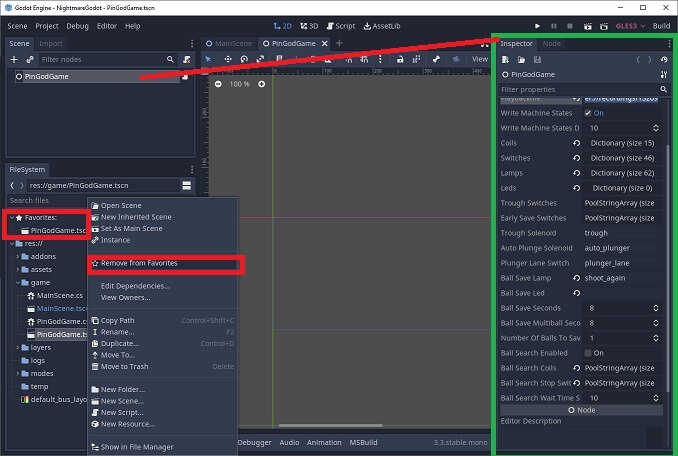 Godot Engine - NightmareGodot - PinGodGame.tscn
Scene Project Debug Editor Help
2D 3D Script AssetLib
GLES3 Build
Scene Import
Filter nodes
PinGodGame
FileSystem
res://game/PinGodGame.tscn
Search files
Favorites:
PinGodGame.tsc
res://
addons
assets
game
MainScene.cs
MainScene.tscn
PinGodGame.c
PinGodGame.ts
layers
logs
modes
temp
default_bus_layo
Open Scene
New Inherited Scene
Set As Main Scene
Instance
Remove from Favorites
Edit Dependencies...
View Owners...
Copy Path Control+Shift+C
Rename... F2
Duplicate... Control+D
Move To...
Move to Trash Delete
New Folder...
New Scene...
New Script...
New Resource...
Show in File Manager
MainScene PinGodGame
View
100 %
Debugger Audio Animation MSBuild
3.3.stable.mono
Inspector Node
PinGodGame
Filter properties
Write Machine States On
Write Machine States D 10
Coils Dictionary (size 15)
Switches Dictionary (size 46)
Lamps Dictionary (size 62)
Leds Dictionary (size 0)
Trough Switches PoolStringArray (size
Early Save Switches PoolStringArray (size
Trough Solenoid trough
Auto Plunge Solenoid auto_plunger
Plunger Lane Switch plunger_lane
Ball Save Lamp shoot_again
Ball Save Led
Ball Save Seconds 8
Ball Save Multiball Seco 8
Number Of Balls To Sav 1
Ball Search Enabled On
Ball Search Coils PoolStringArray (size
Ball Search Stop Swit PoolStringArray (size
Ball Search Wait Time S 10
Node
Editor Description